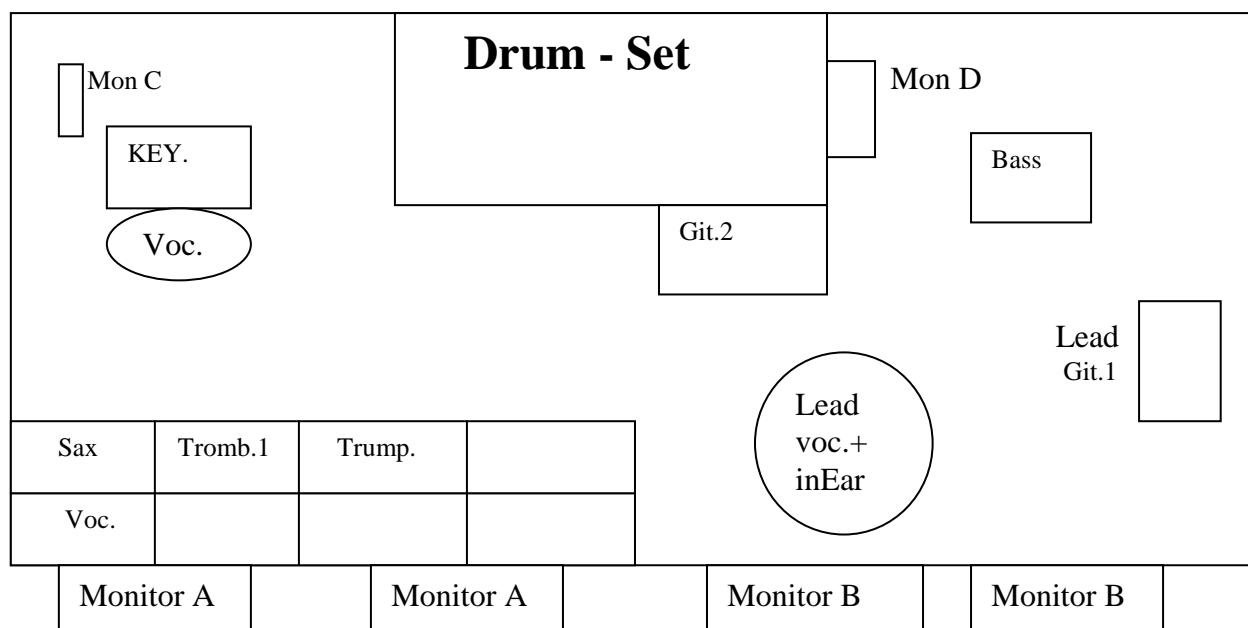 Drum - Set
Mon C
Mon D
KEY.
Bass
Voc.
Git.2
Lead
Git.1
Lead
voc.+
inEar
Sax Tromb.1 Trump.
Voc.
Monitor A Monitor A Monitor B Monitor B